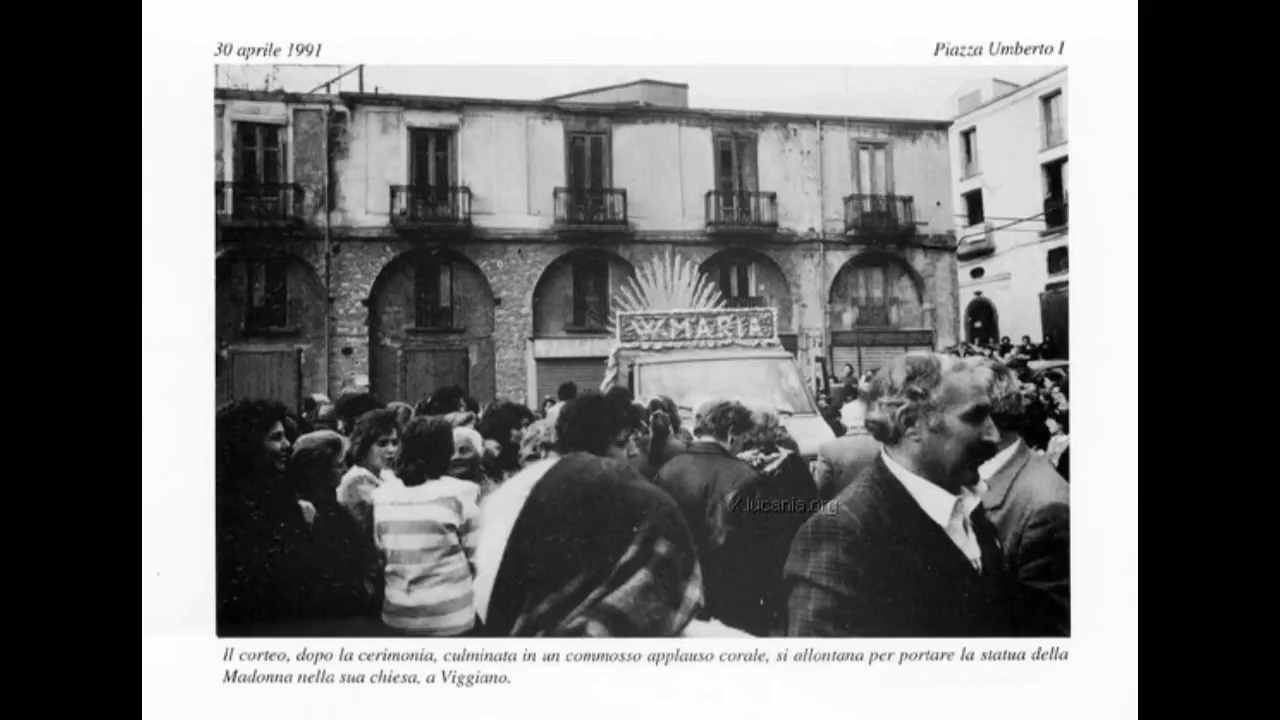 30 aprile 1991
Piazza Umberto I
W. MARIA
x.lucania.org
Il corteo, dopo la cerimonia, culminata in un commosso applauso corale, si allontana per portare la statua della
Madonna nella sua chiesa, a Viggiano.